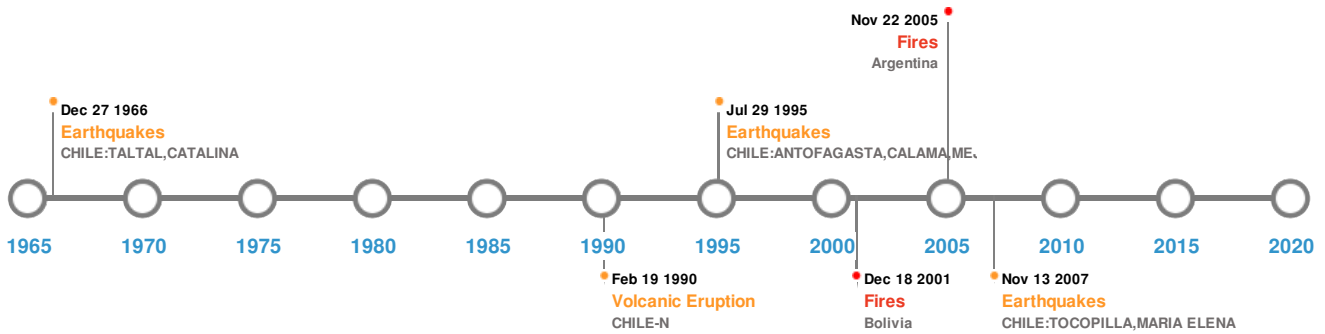 Nov 22 2005
Fires
Argentina
Dec 27 1966
Earthquakes
CHILE:TALTAL,CATALINA
Jul 29 1995
Earthquakes
CHILE:ANTOFAGASTA,CALAMA,
1965 1970 1975 1980 1985 1990 1995 2000 2005 2010 2015 2020
Feb 19 1990
Volcanic Eruption
CHILE-N
Dec 18 2001
Fires
Bolivia
Nov 13 2007
Earthquakes
CHILE:TOCOPILLA,MARIA ELENA